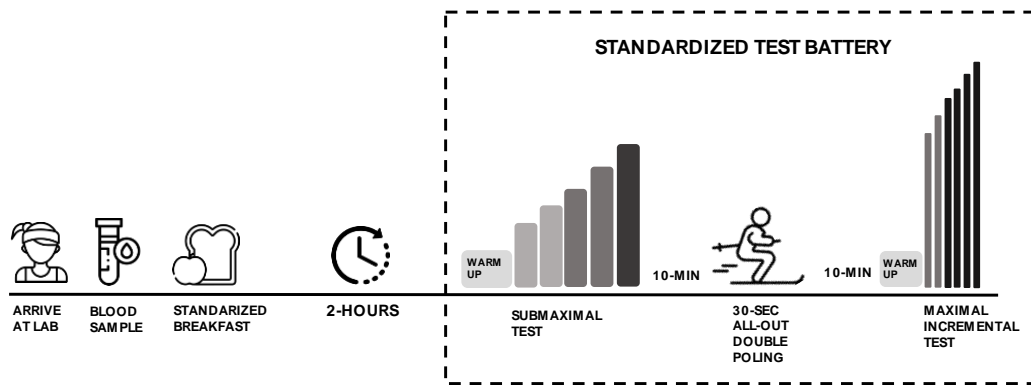 STANDARDIZED TEST BATTERY
WARM
UP
10-MIN
10-MIN
WARM
UP
ARRIVE
AT LAB
BLOOD
SAMPLE
STANDARIZED
BREAKFAST
2-HOURS
SUBMAXIMAL
TEST
30-SEC
ALL-OUT
DOUBLE
POLING
MAXIMAL
INCREMENTAL
TEST